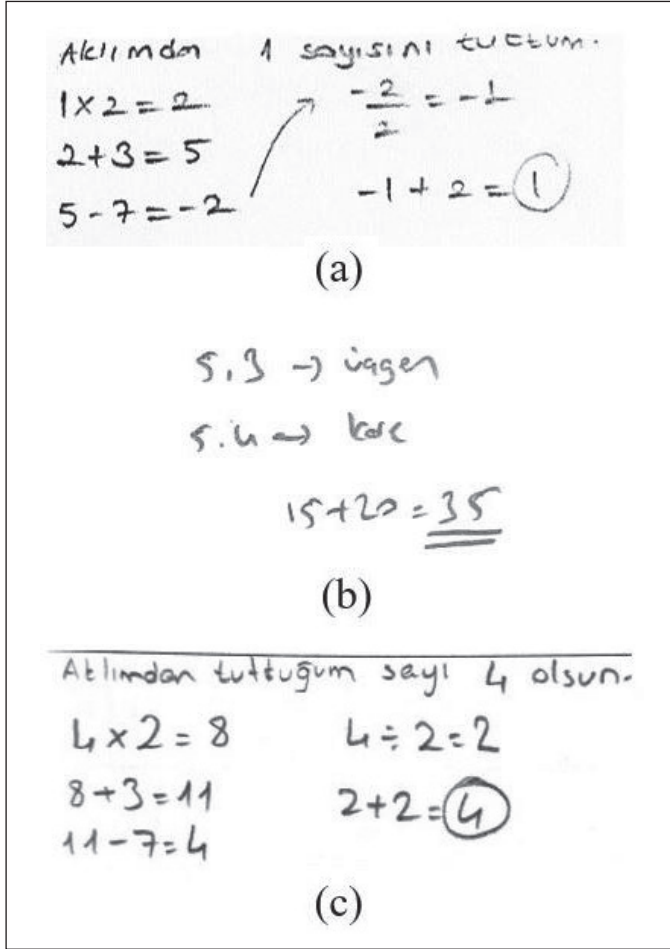 Aklımdan 1 sayısını tuttum.
1x2=2
2+3=5
5-7=-2
-2/2 = -1
-1+2=1
(a)
5.3 → üçgen
5.4 → kare
15+20=35
(b)
Aklımdan tuttuğum sayı 4 olsun.
4x2=8
8+3=11
11-7=4
4÷2=2
2+2=4
(c)